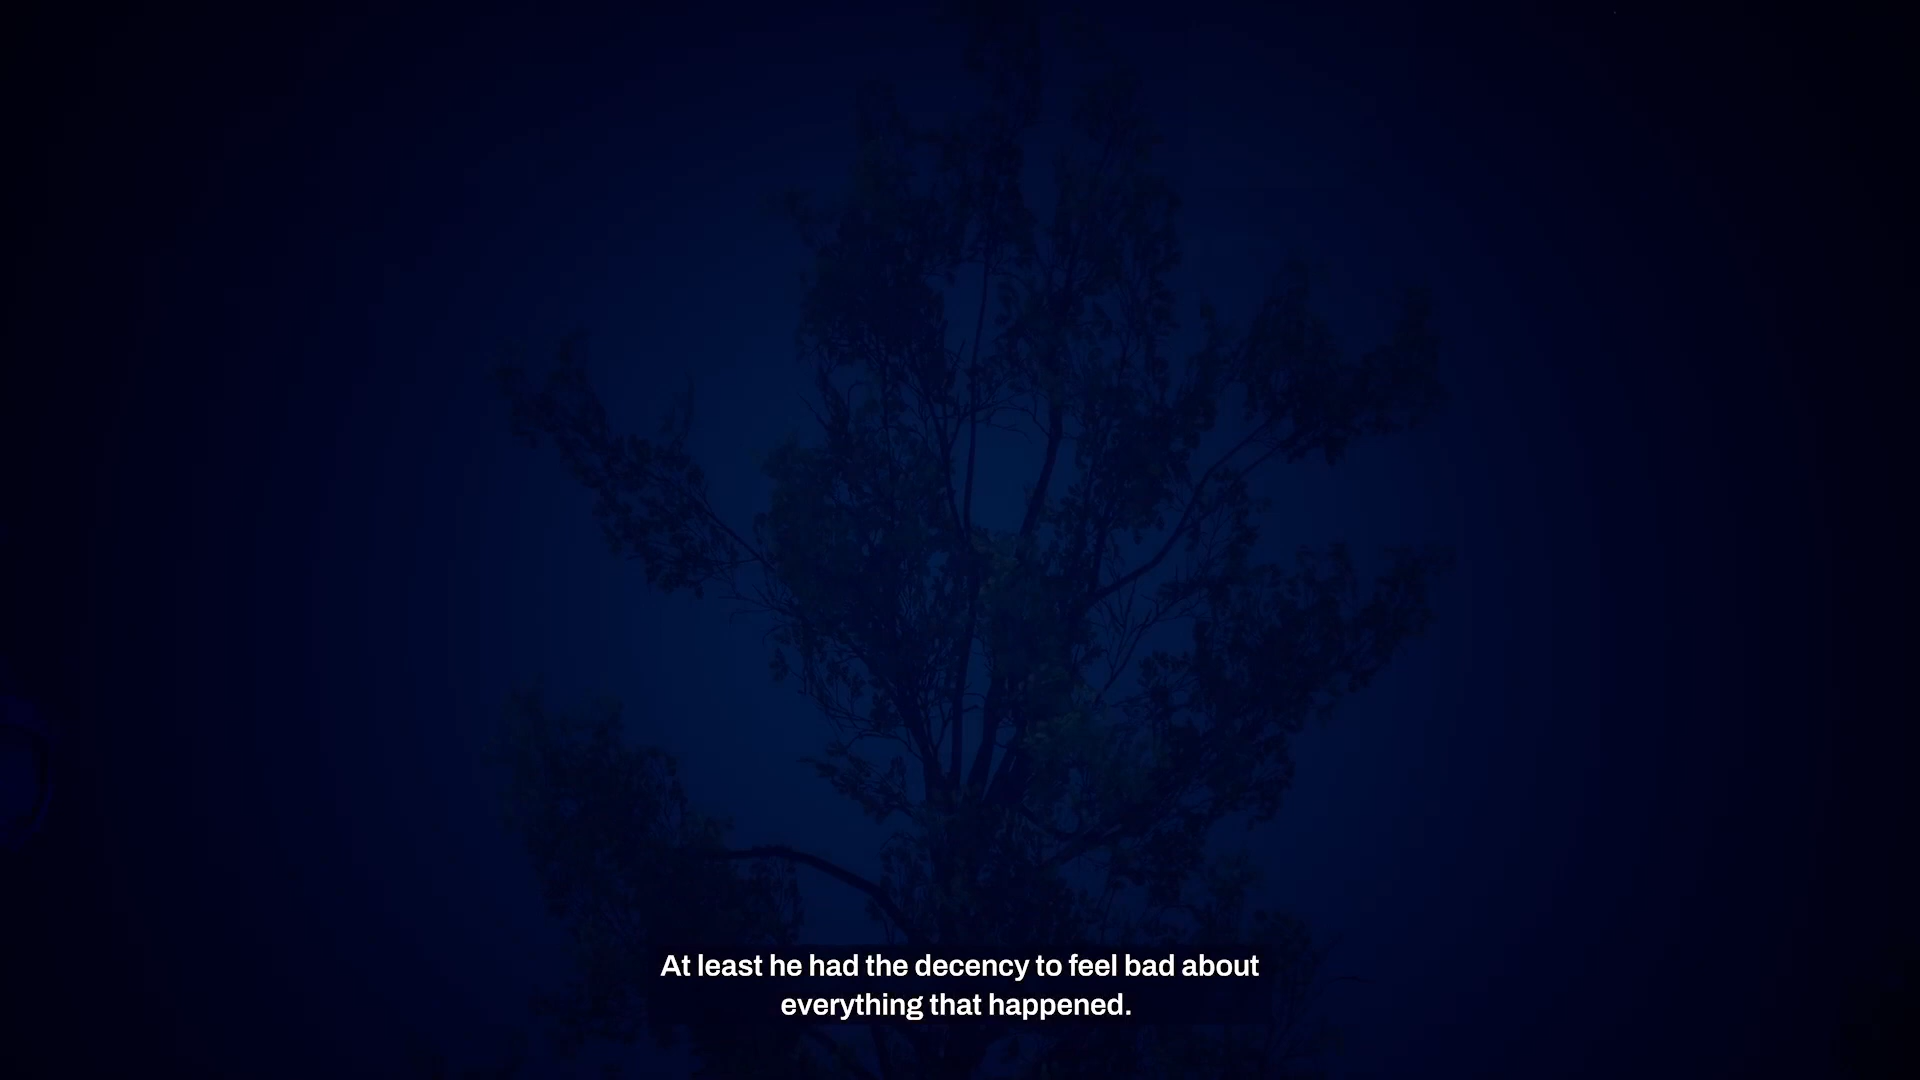 At least he had the decency to feel bad about
everything that happened.